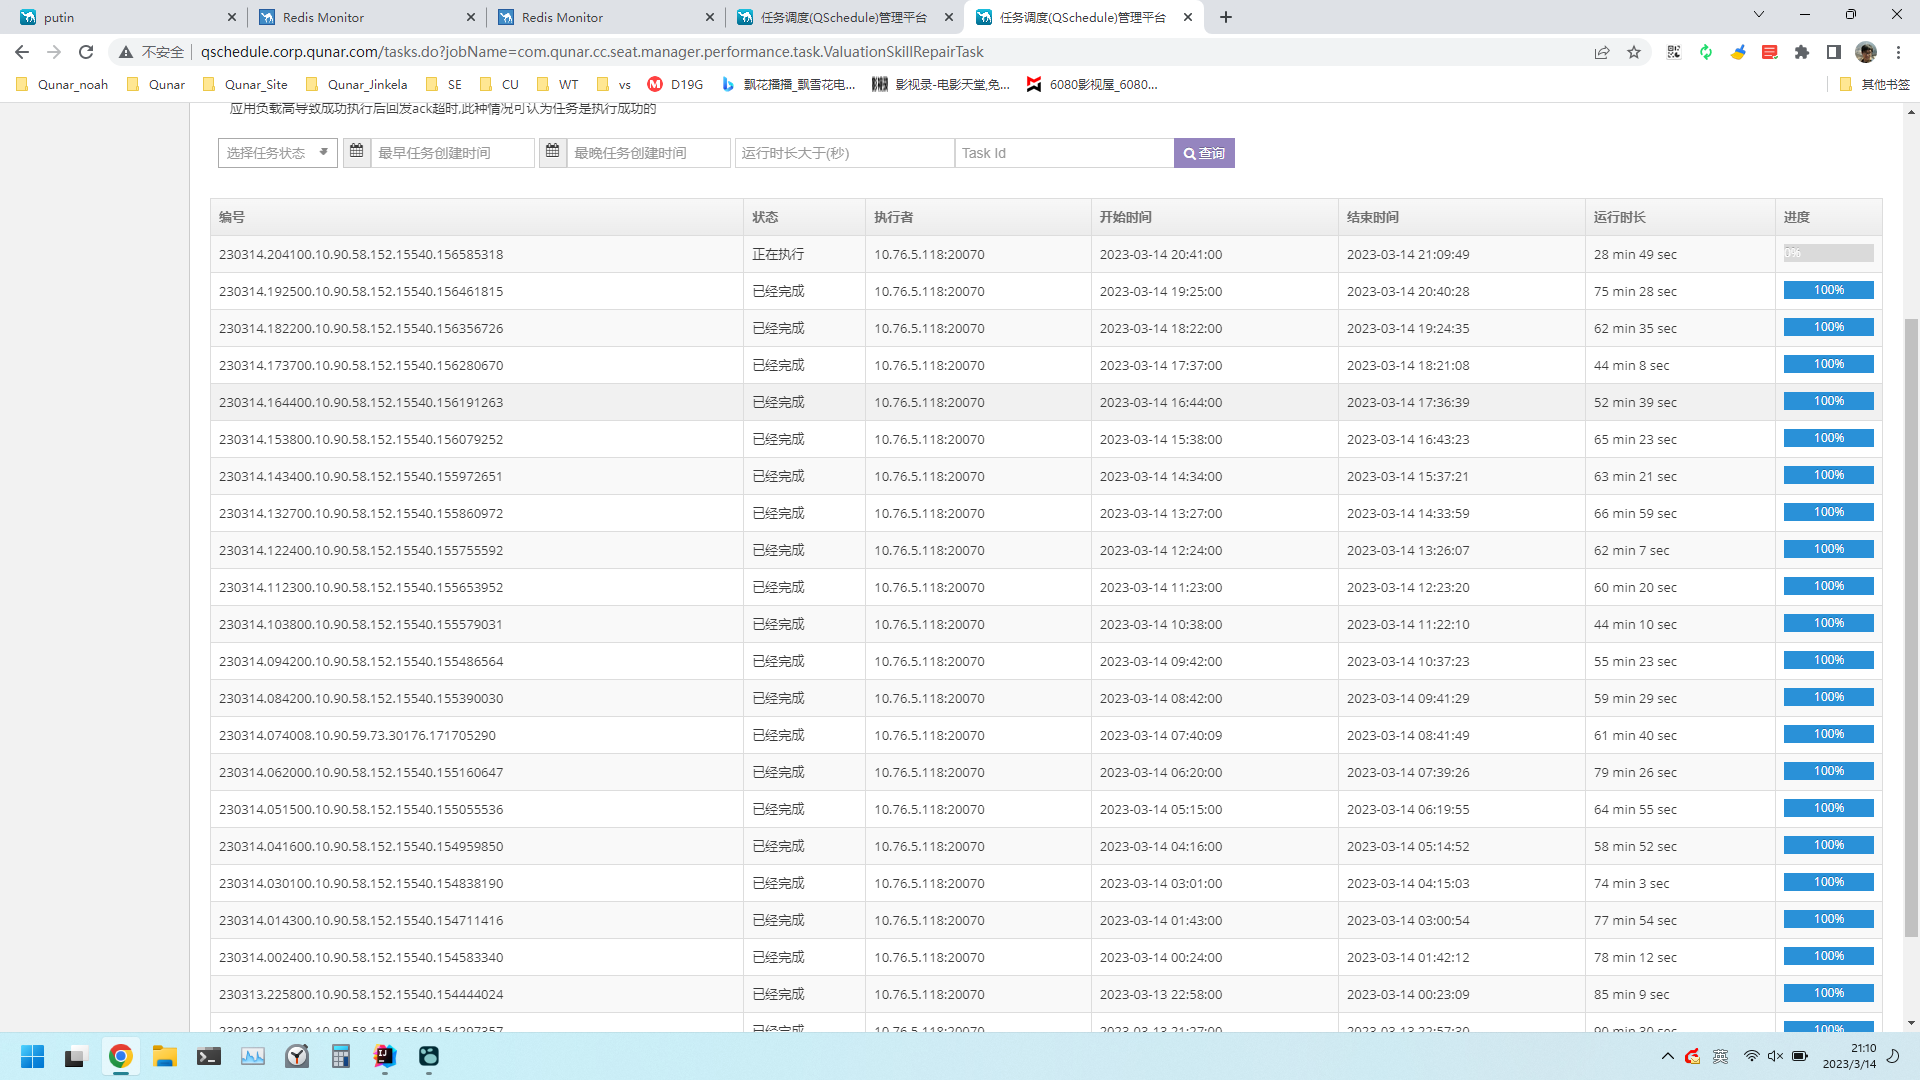 putin
Redis Monitor
Redis Monitor
任务调度(QSchedule)管理平台
任务调度(QSchedule)管理平台
不安全
qschedule.corp.qunar.com/tasks.do?jobName=com.qunar.cc.seat.manager.performance.task.ValuationSkillRepairTask
Qunar_noah
Qunar
Qunar_Site
Qunar_Jinkela
SE
CU
WT
vs
D19G
飘花播播_飘雪花电...
影视录-电影天堂,免...
6080影视屋_6080...
其他书签
应用负载高导致成功执行后回发ack超时,此种情况可认为任务是执行成功的
选择任务状态
最早任务创建时间
最晚任务创建时间
运行时长大于(秒)
Task Id
查询
编号 状态 执行者 开始时间 结束时间 运行时长 进度
230314.204100.10.90.58.152.15540.156585318 正在执行 10.76.5.118:20070 2023-03-14 20:41:00 2023-03-14 21:09:49 28 min 49 sec 0%
230314.192500.10.90.58.152.15540.156461815 已经完成 10.76.5.118:20070 2023-03-14 19:25:00 2023-03-14 20:40:28 75 min 28 sec 100%
230314.182200.10.90.58.152.15540.156356726 已经完成 10.76.5.118:20070 2023-03-14 18:22:00 2023-03-14 19:24:35 62 min 35 sec 100%
230314.173700.10.90.58.152.15540.156280670 已经完成 10.76.5.118:20070 2023-03-14 17:37:00 2023-03-14 18:21:08 44 min 8 sec 100%
230314.164400.10.90.58.152.15540.156191263 已经完成 10.76.5.118:20070 2023-03-14 16:44:00 2023-03-14 17:36:39 52 min 39 sec 100%
230314.153800.10.90.58.152.15540.156079252 已经完成 10.76.5.118:20070 2023-03-14 15:38:00 2023-03-14 16:43:23 65 min 23 sec 100%
230314.143400.10.90.58.152.15540.155972651 已经完成 10.76.5.118:20070 2023-03-14 14:34:00 2023-03-14 15:37:21 63 min 21 sec 100%
230314.132700.10.90.58.152.15540.155860972 已经完成 10.76.5.118:20070 2023-03-14 13:27:00 2023-03-14 14:33:59 66 min 59 sec 100%
230314.122400.10.90.58.152.15540.155755592 已经完成 10.76.5.118:20070 2023-03-14 12:24:00 2023-03-14 13:26:07 62 min 7 sec 100%
230314.112300.10.90.58.152.15540.155653952 已经完成 10.76.5.118:20070 2023-03-14 11:23:00 2023-03-14 12:23:20 60 min 20 sec 100%
230314.103800.10.90.58.152.15540.155579031 已经完成 10.76.5.118:20070 2023-03-14 10:38:00 2023-03-14 11:22:10 44 min 10 sec 100%
230314.094200.10.90.58.152.15540.155486564 已经完成 10.76.5.118:20070 2023-03-14 09:42:00 2023-03-14 10:37:23 55 min 23 sec 100%
230314.084200.10.90.58.152.15540.155390030 已经完成 10.76.5.118:20070 2023-03-14 08:42:00 2023-03-14 09:41:29 59 min 29 sec 100%
230314.074008.10.90.59.73.30176.171705290 已经完成 10.76.5.118:20070 2023-03-14 07:40:09 2023-03-14 08:41:49 61 min 40 sec 100%
230314.062000.10.90.58.152.15540.155160647 已经完成 10.76.5.118:20070 2023-03-14 06:20:00 2023-03-14 07:39:26 79 min 26 sec 100%
230314.051500.10.90.58.152.15540.155055536 已经完成 10.76.5.118:20070 2023-03-14 05:15:00 2023-03-14 06:19:55 64 min 55 sec 100%
230314.041600.10.90.58.152.15540.154959850 已经完成 10.76.5.118:20070 2023-03-14 04:16:00 2023-03-14 05:14:52 58 min 52 sec 100%
230314.030100.10.90.58.152.15540.154838190 已经完成 10.76.5.118:20070 2023-03-14 03:01:00 2023-03-14 04:15:03 74 min 3 sec 100%
230314.014300.10.90.58.152.15540.154711416 已经完成 10.76.5.118:20070 2023-03-14 01:43:00 2023-03-14 03:00:54 77 min 54 sec 100%
230314.002400.10.90.58.152.15540.154583340 已经完成 10.76.5.118:20070 2023-03-14 00:24:00 2023-03-14 01:42:12 78 min 12 sec 100%
230313.225800.10.90.58.152.15540.154444024 已经完成 10.76.5.118:20070 2023-03-13 22:58:00 2023-03-14 00:23:09 85 min 9 sec 100%
230313.212700.10.90.58.152.15540.154297357 已经完成 10.76.5.118:20070 2023-03-13 21:27:00 2023-03-13 22:57:30 90 min 30 sec 100%
英
21:10
2023/3/14